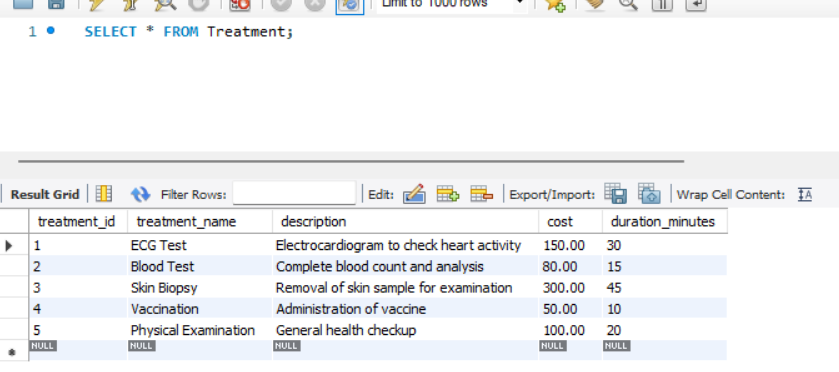 Limit to 1000 rows
1 SELECT * FROM Treatment;
Result Grid Filter Rows: Edit: Export/Import: Wrap Cell Content: IA
treatment_id treatment_name description cost duration_minutes
1 ECG Test Electrocardiogram to check heart activity 150.00 30
2 Blood Test Complete blood count and analysis 80.00 15
3 Skin Biopsy Removal of skin sample for examination 300.00 45
4 Vaccination Administration of vaccine 50.00 10
5 Physical Examination General health checkup 100.00 20
NULL NULL NULL NULL NULL